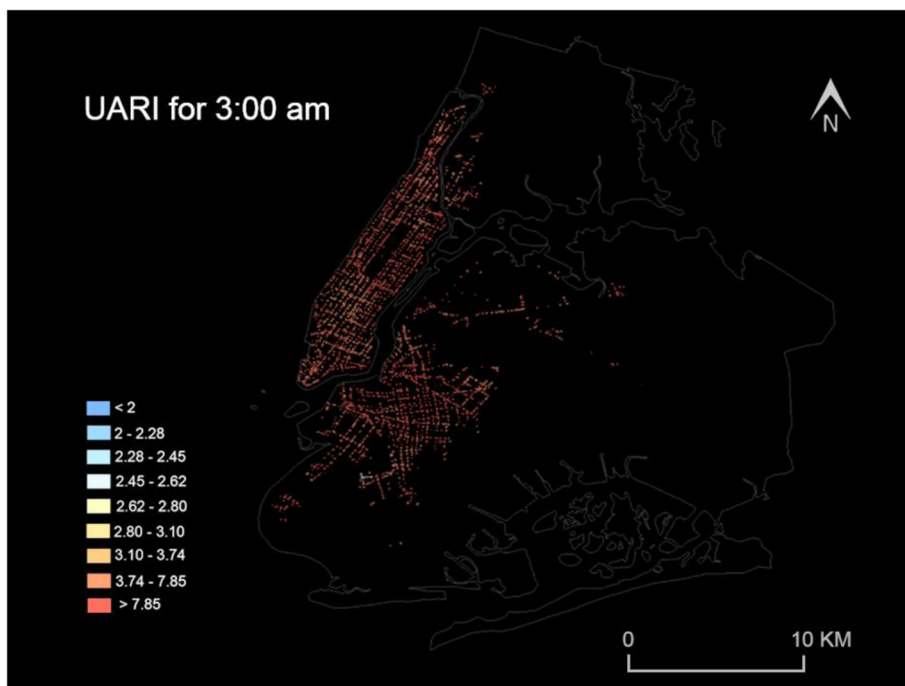 UARI for 3:00 am
N
< 2
2 - 2.28
2.28 - 2.45
2.45 - 2.62
2.62 - 2.80
2.80 - 3.10
3.10 - 3.74
3.74 - 7.85
> 7.85
0 10 KM